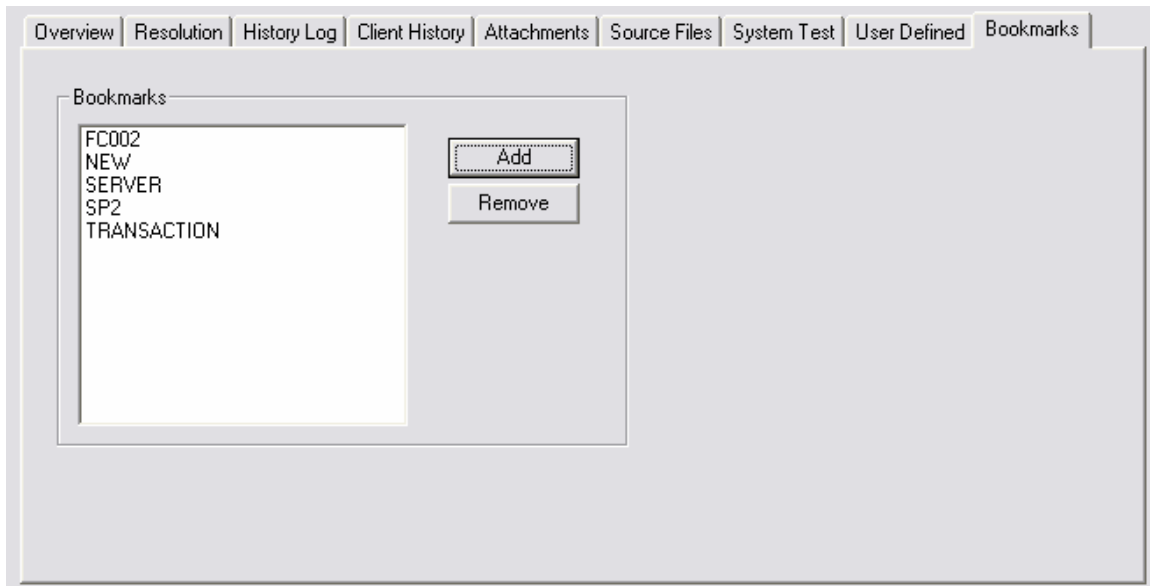 Overview Resolution History Log Client History Attachments Source Files System Test User Defined Bookmarks
Bookmarks
FC002
NEW
SERVER
SP2
TRANSACTION
Add
Remove